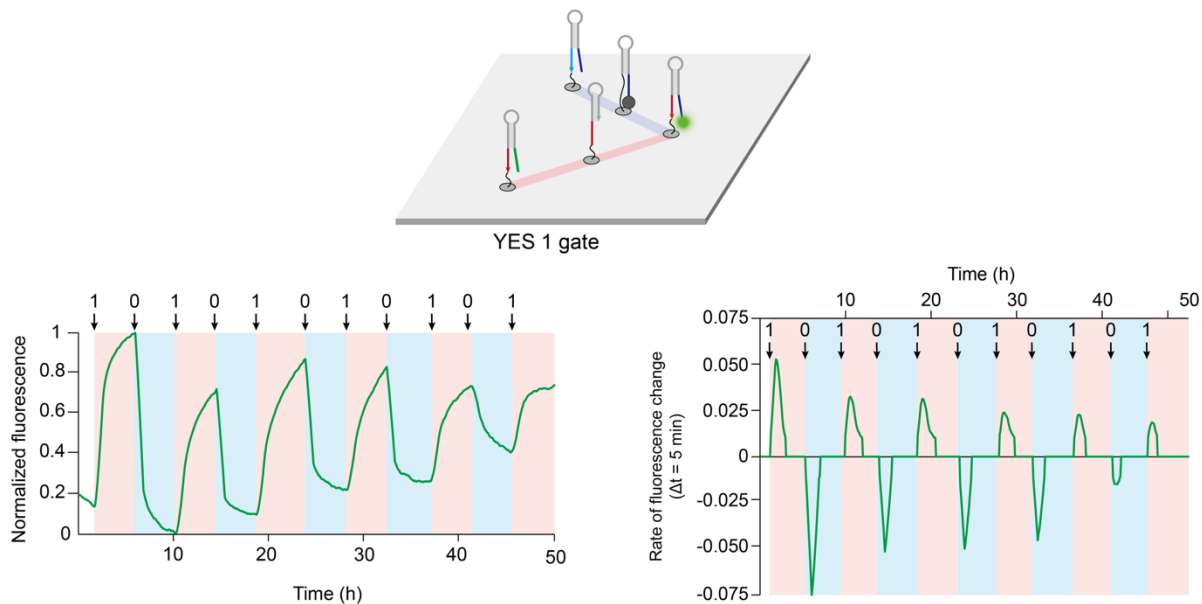 YES 1 gate
1 0 1 0 1 0 1 0 1 0 1
Normalized fluorescence
1
0.8
0.6
0.4
0.2
0
10 20 30 40 50
Time (h)
Time (h)
10 20 30 40 50
1 0 1 0 1 0 1 0 1 0 1
Rate of fluorescence change
(Δt = 5 min)
0.075
0.050
0.025
0
-0.025
-0.050
-0.075